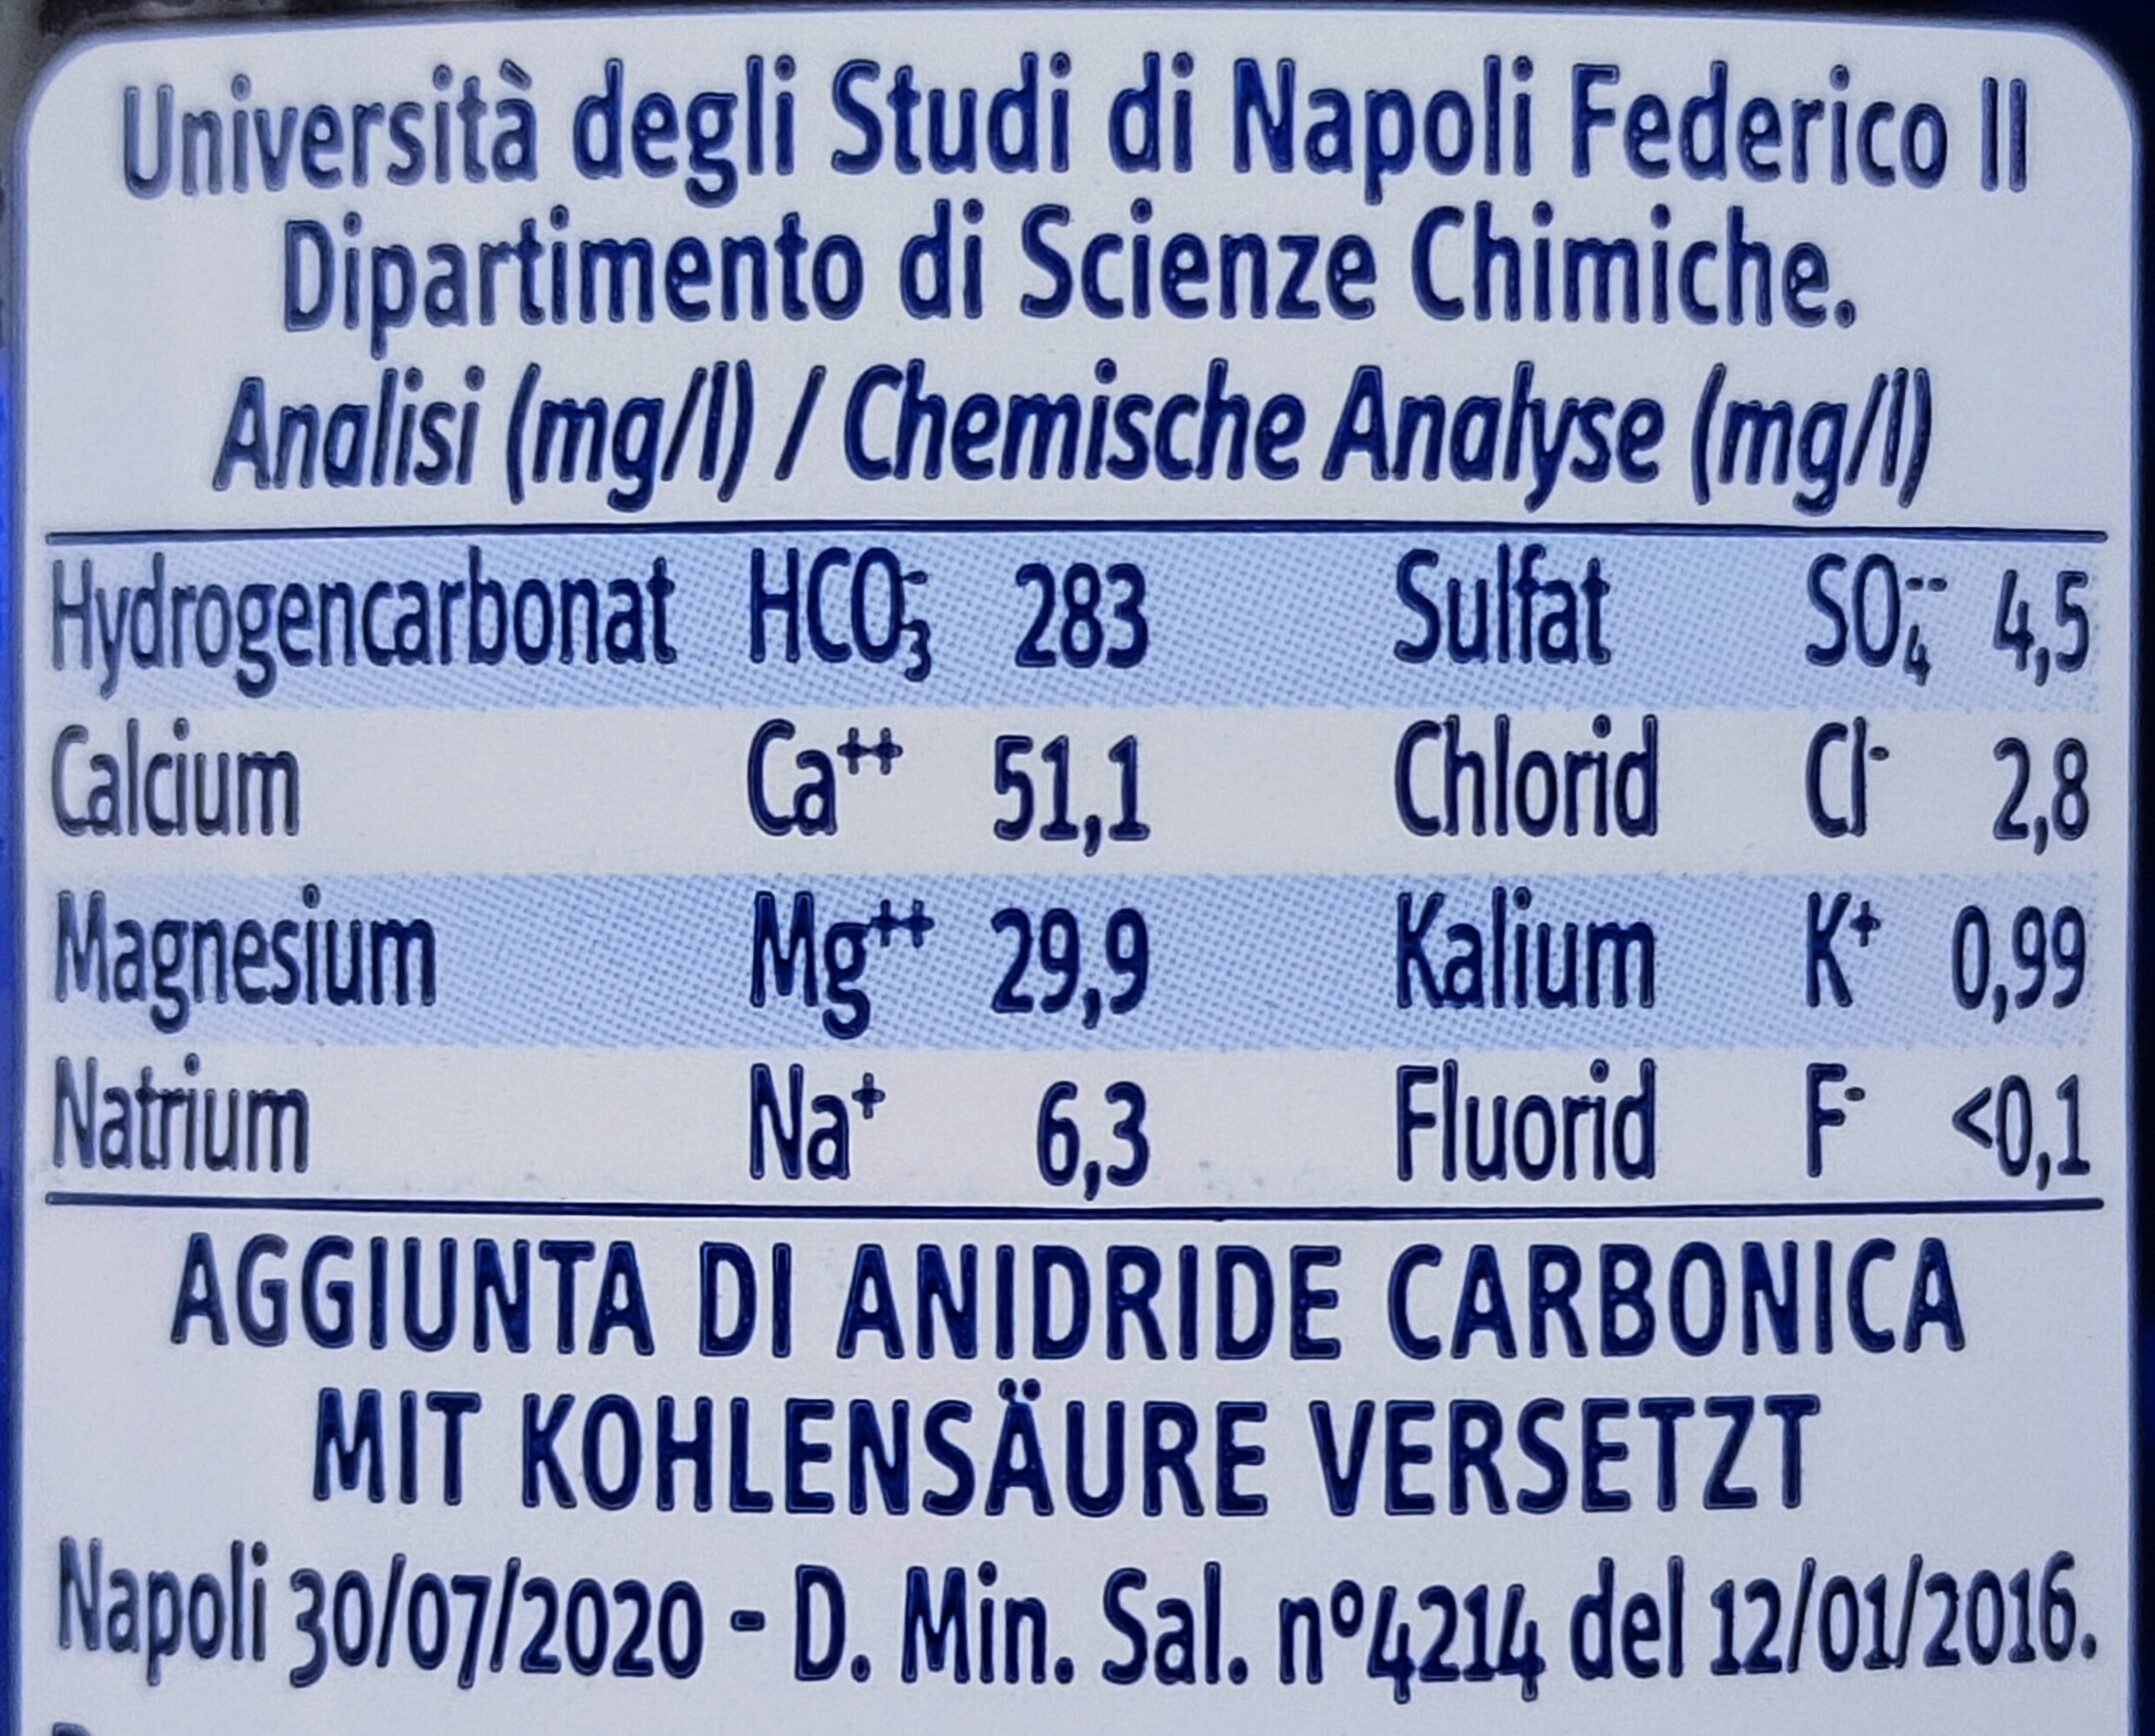 Università degli Studi di Napoli Federico II
Dipartimento di Scienze Chimiche.
Analisi (mg/l) / Chemische Analyse (mg/l)
Hydrogencarbonat HCO₃⁻ 283 Sulfat SO₄⁻⁻ 4,5
Calcium Ca⁺⁺ 51,1 Chlorid Cl⁻ 2,8
Magnesium Mg⁺⁺ 29,9 Kalium K⁺ 0,99
Natrium Na⁺ 6,3 Fluorid F⁻ <0,1
AGGIUNTA DI ANIDRIDE CARBONICA
MIT KOHLENSÄURE VERSETZT
Napoli 30/07/2020 - D. Min. Sal. n°4214 del 12/01/2016.